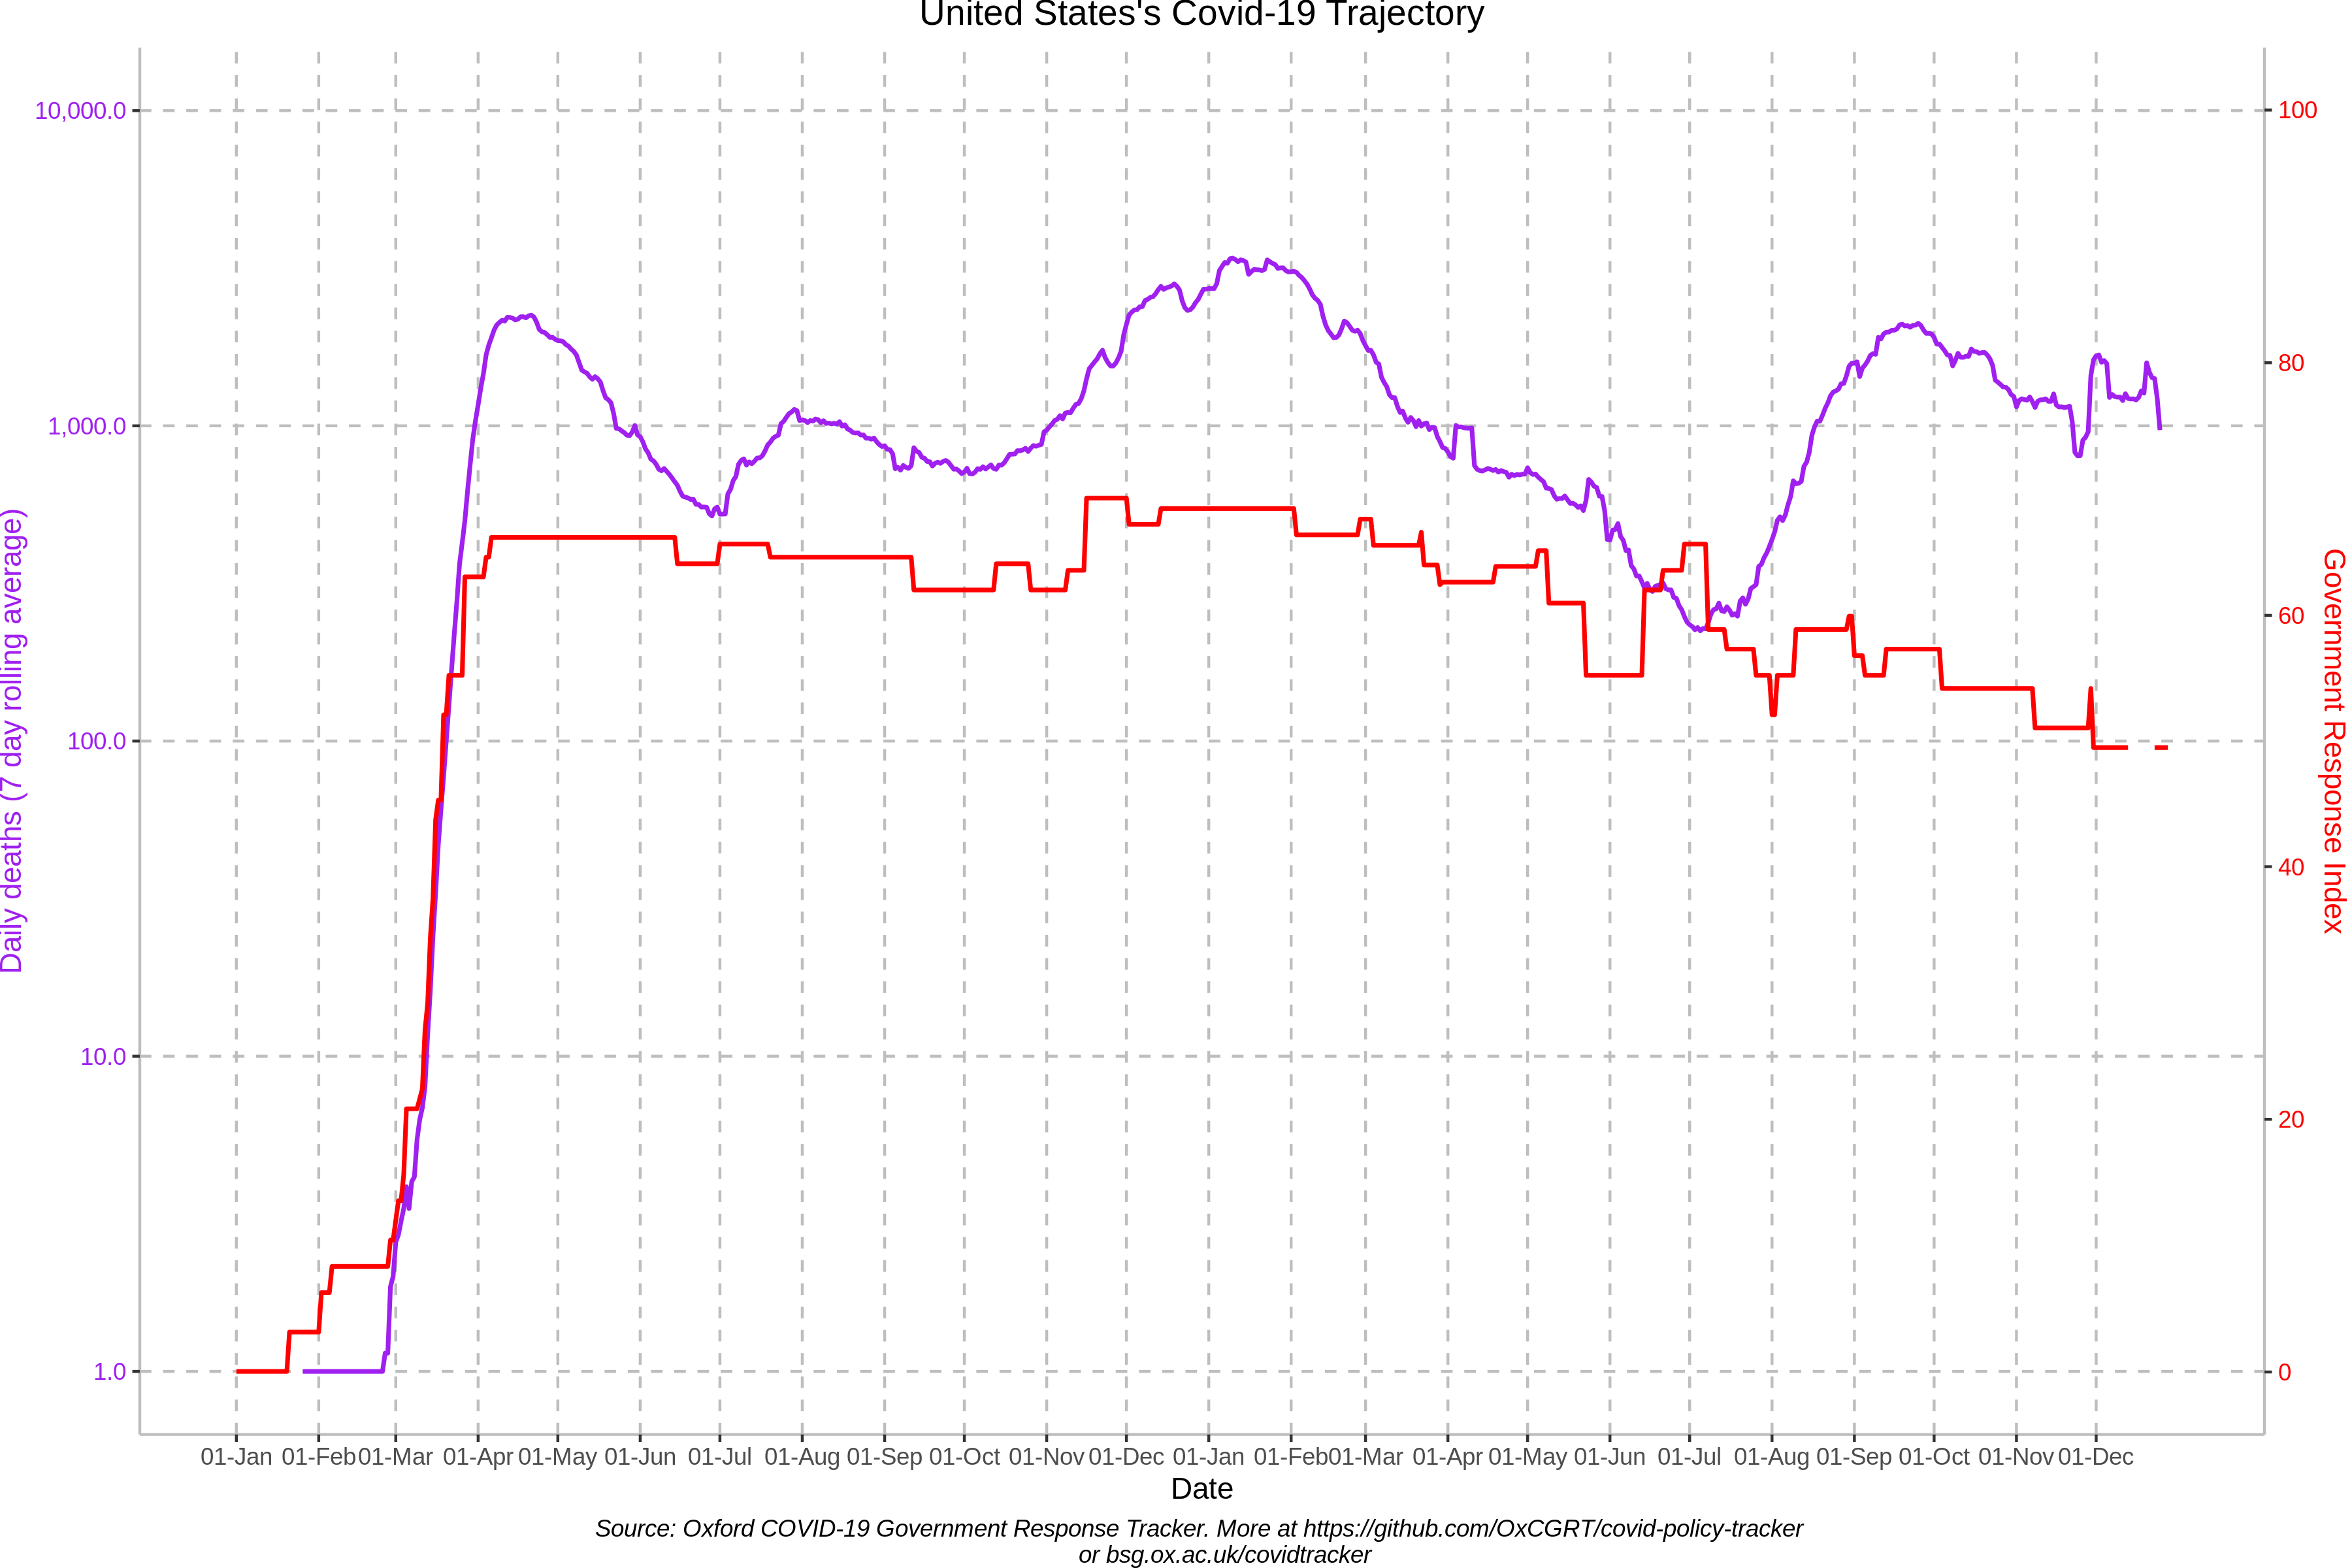 United States's Covid-19 Trajectory
10,000.0
1,000.0
100.0
10.0
1.0
Daily deaths (7 day rolling average)
100
80
60
40
20
0
Government Response Index
01-Jan 01-Feb 01-Mar 01-Apr 01-May 01-Jun 01-Jul 01-Aug 01-Sep 01-Oct 01-Nov 01-Dec 01-Jan 01-Feb 01-Mar 01-Apr 01-May 01-Jun 01-Jul 01-Aug 01-Sep 01-Oct 01-Nov 01-Dec
Date
Source: Oxford COVID-19 Government Response Tracker. More at https://github.com/OxCGRT/covid-policy-tracker
or bsg.ox.ac.uk/covidtracker